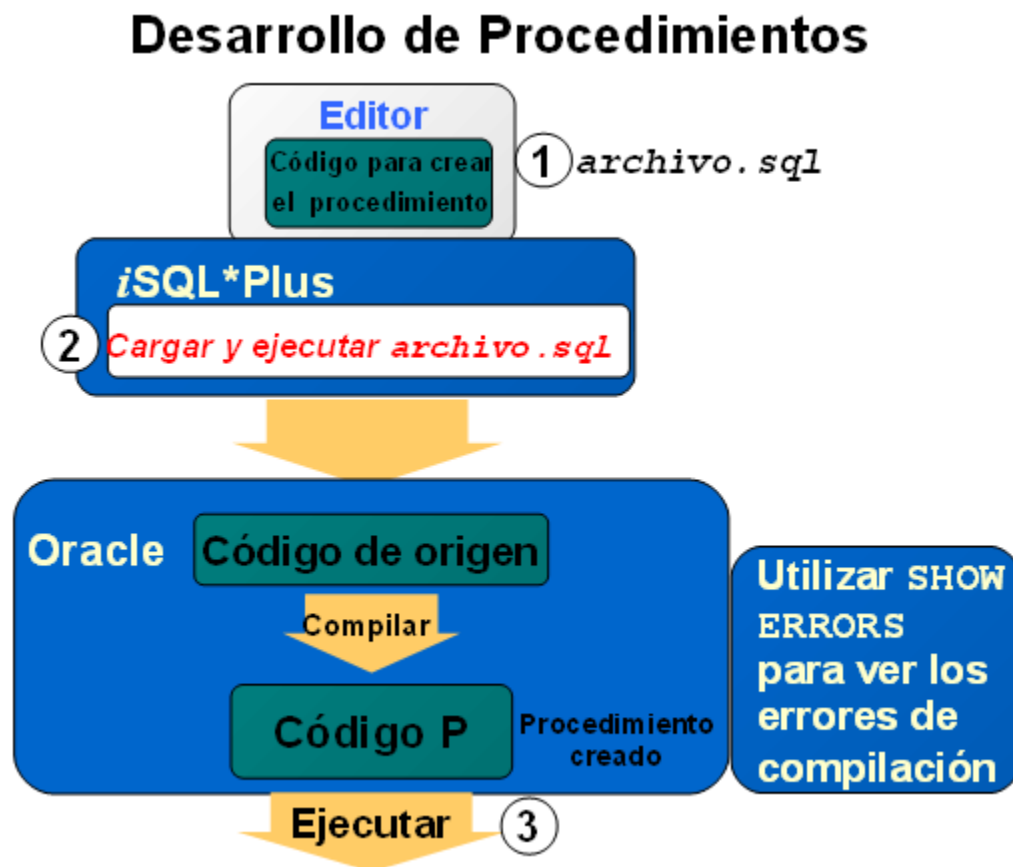 Desarrollo de Procedimientos
Editor
Código para crear
el procedimiento
1 archivo.sql
iSQL*Plus
2 Cargar y ejecutar archivo.sql
Oracle
Código de origen
Compilar
Código P
Procedimiento
creado
Utilizar SHOW
ERRORS
para ver los
errores de
compilación
Ejecutar 3